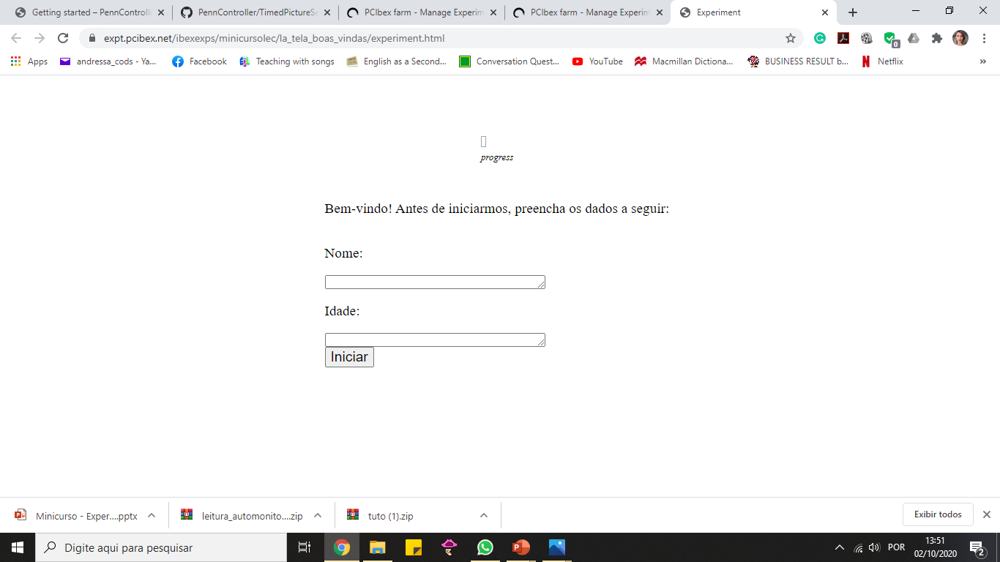 Getting started – PennControlle
PennController/TimedPictureSe
PCIbex farm - Manage Experim
PCIbex farm - Manage Experim
Experiment
expt.pcibex.net/ibexexps/minicursolec/la_tela_boas_vindas/experiment.html
0
Apps
andressa_cods - Ya...
Facebook
Teaching with songs
English as a Second...
Conversation Quest...
YouTube
Macmillan Dictiona...
BUSINESS RESULT b...
Netflix
»
progress
Bem-vindo! Antes de iniciarmos, preencha os dados a seguir:
Nome:
Idade:
Iniciar
Minicurso - Exper....pptx
leitura_automonito....zip
tuto (1).zip
Exibir todos
Digite aqui para pesquisar
POR
13:51
02/10/2020
2